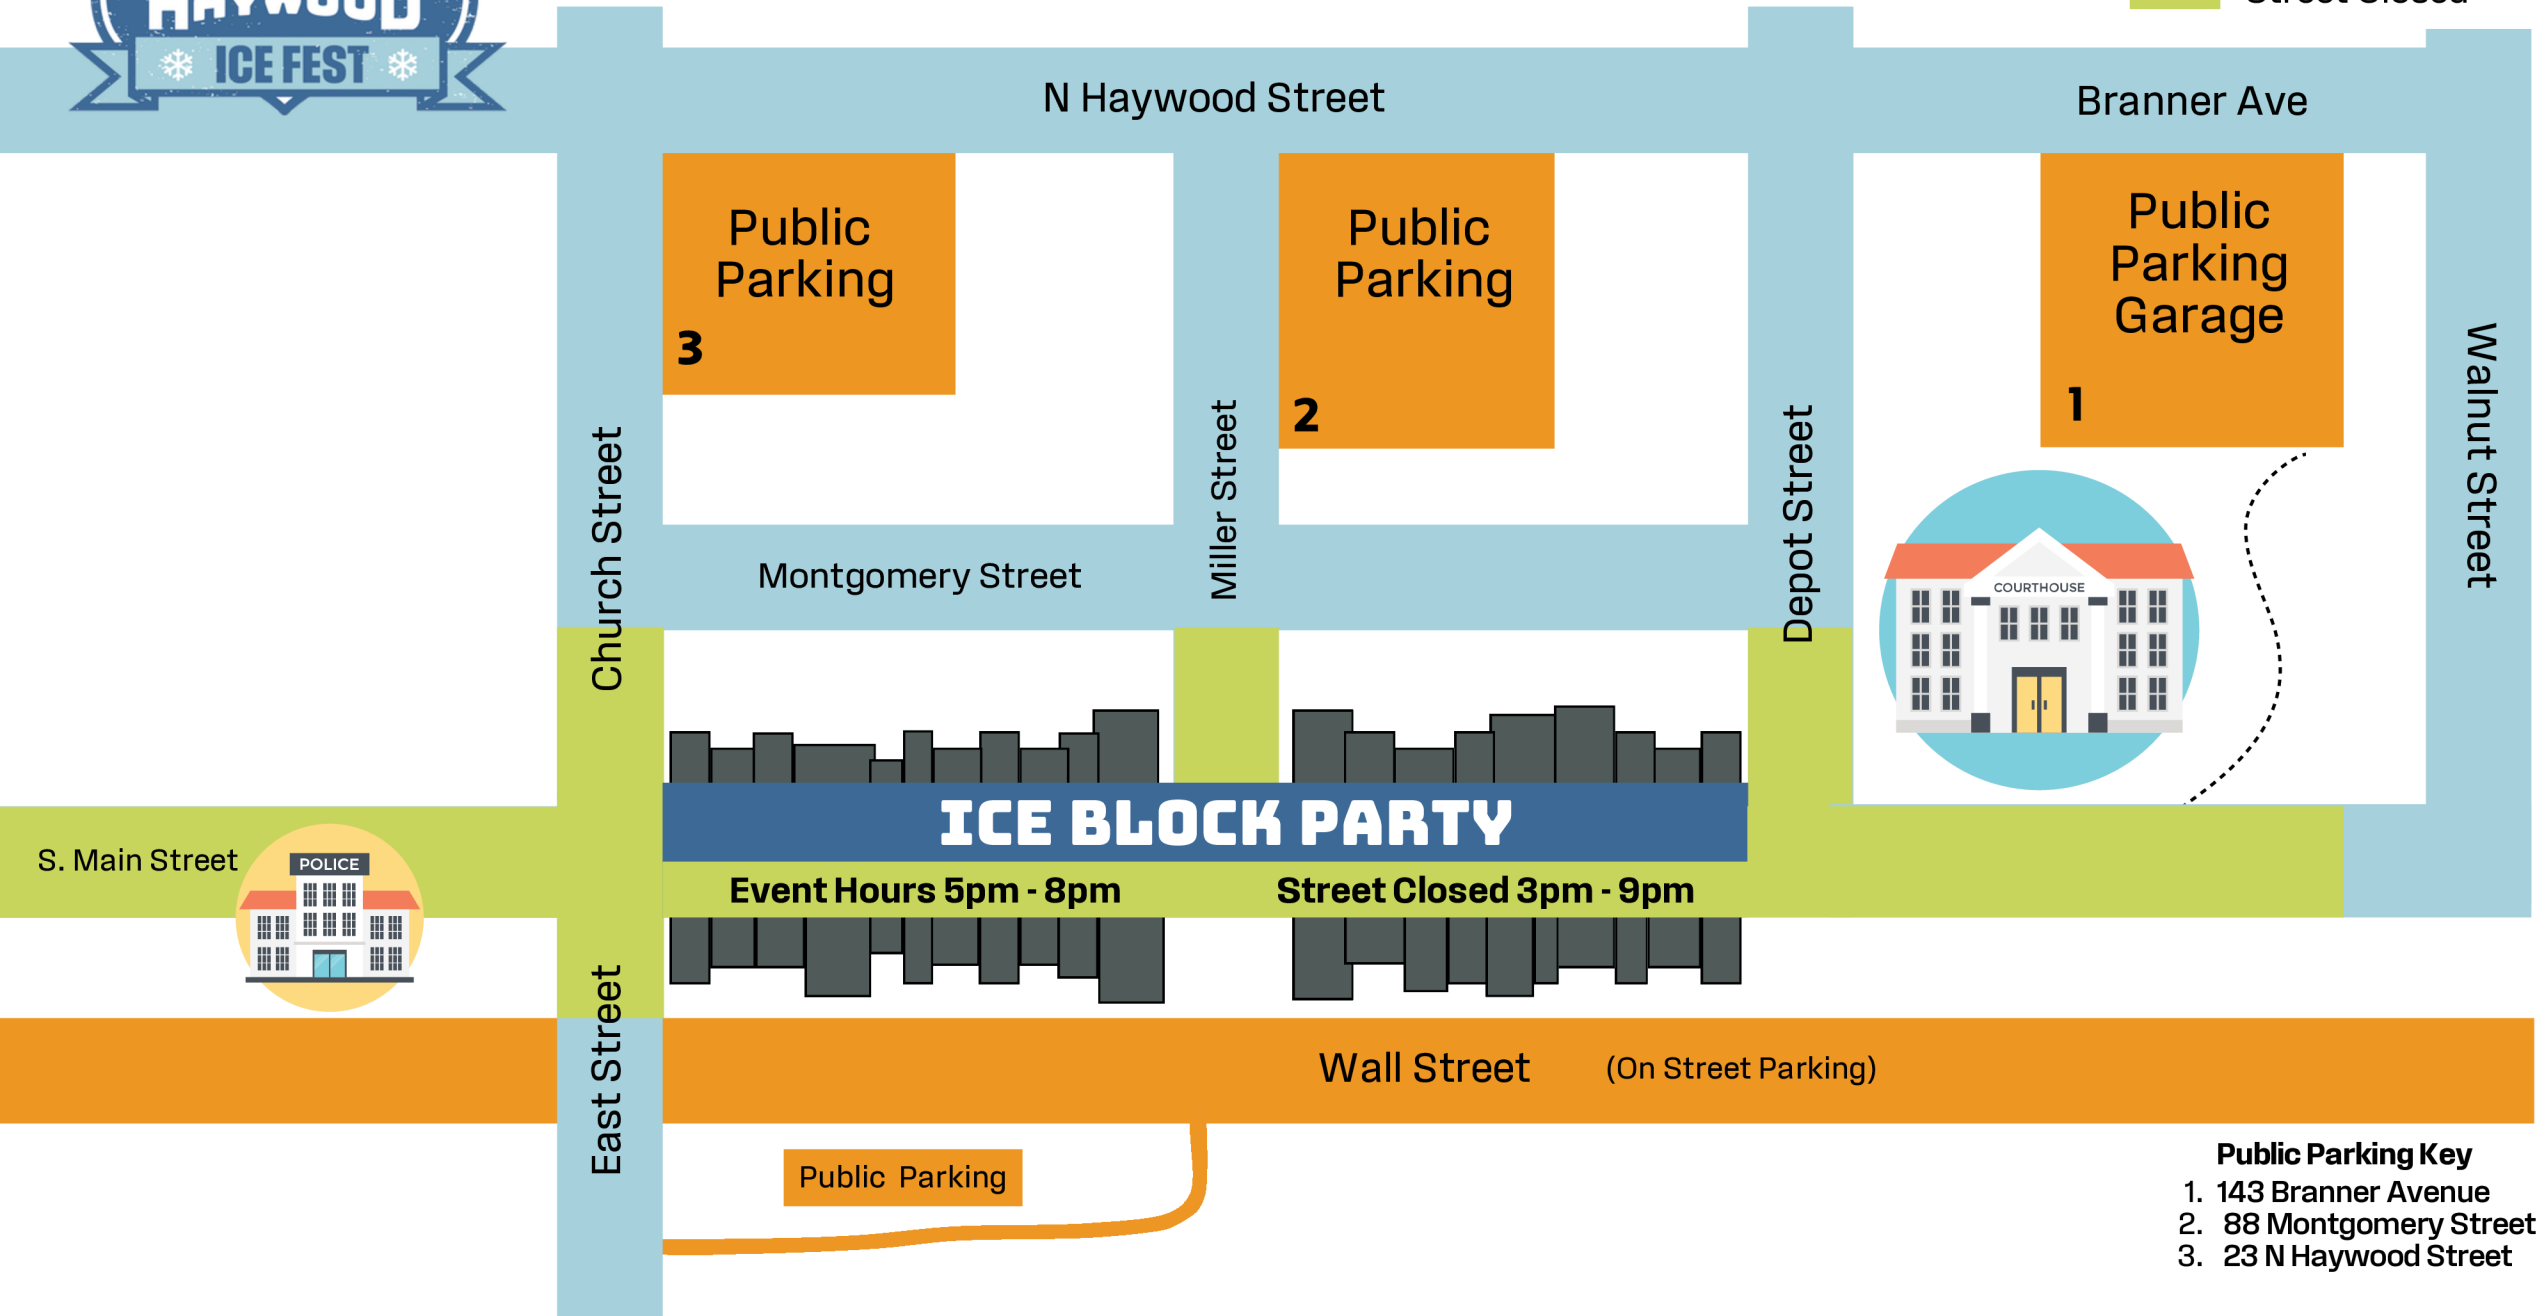 HAYWOOD
ICE FEST
Street Closed
N Haywood Street
Branner Ave
Public
Parking
3
Public
Parking
2
Public
Parking
Garage
1
Church Street
Miller Street
Depot Street
Walnut Street
Montgomery Street
COURTHOUSE
ICE BLOCK PARTY
Event Hours 5pm - 8pm
Street Closed 3pm - 9pm
S. Main Street
POLICE
East Street
Wall Street (On Street Parking)
Public Parking
Public Parking Key
1. 143 Branner Avenue
2. 88 Montgomery Street
3. 23 N Haywood Street